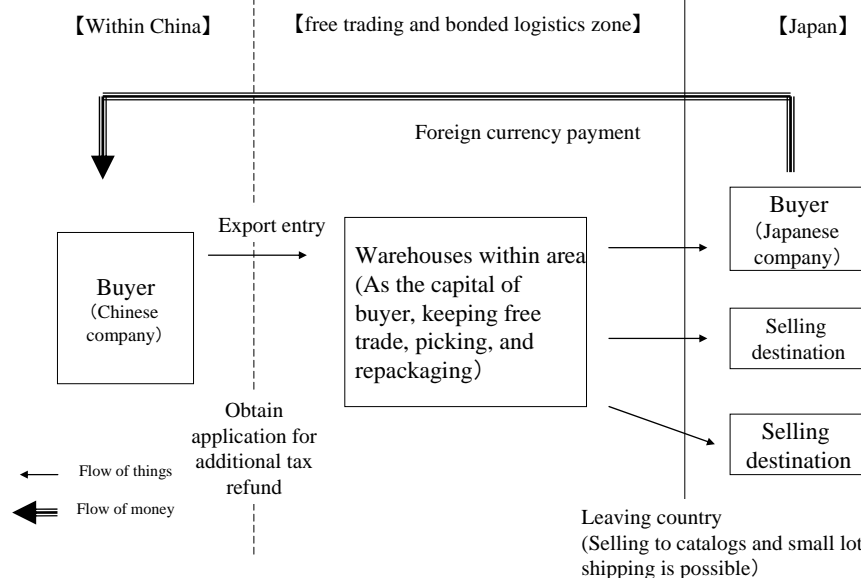 【Within China】
【free trading and bonded logistics zone】
【Japan】
Foreign currency payment
Export entry
Buyer
（Chinese
company）
Warehouses within area
(As the capital of
buyer, keeping free
trade, picking, and
repackaging）
Buyer
（Japanese
company）
Selling
destination
Selling
destination
Obtain
application for
additional tax
refund
Flow of things
Flow of money
Leaving country
(Selling to catalogs and small lot
shipping is possible）